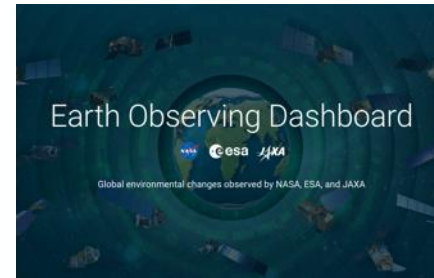 Earth Observing Dashboard
NASA esa JAXA
Global environmental changes observed by NASA, ESA, and JAXA